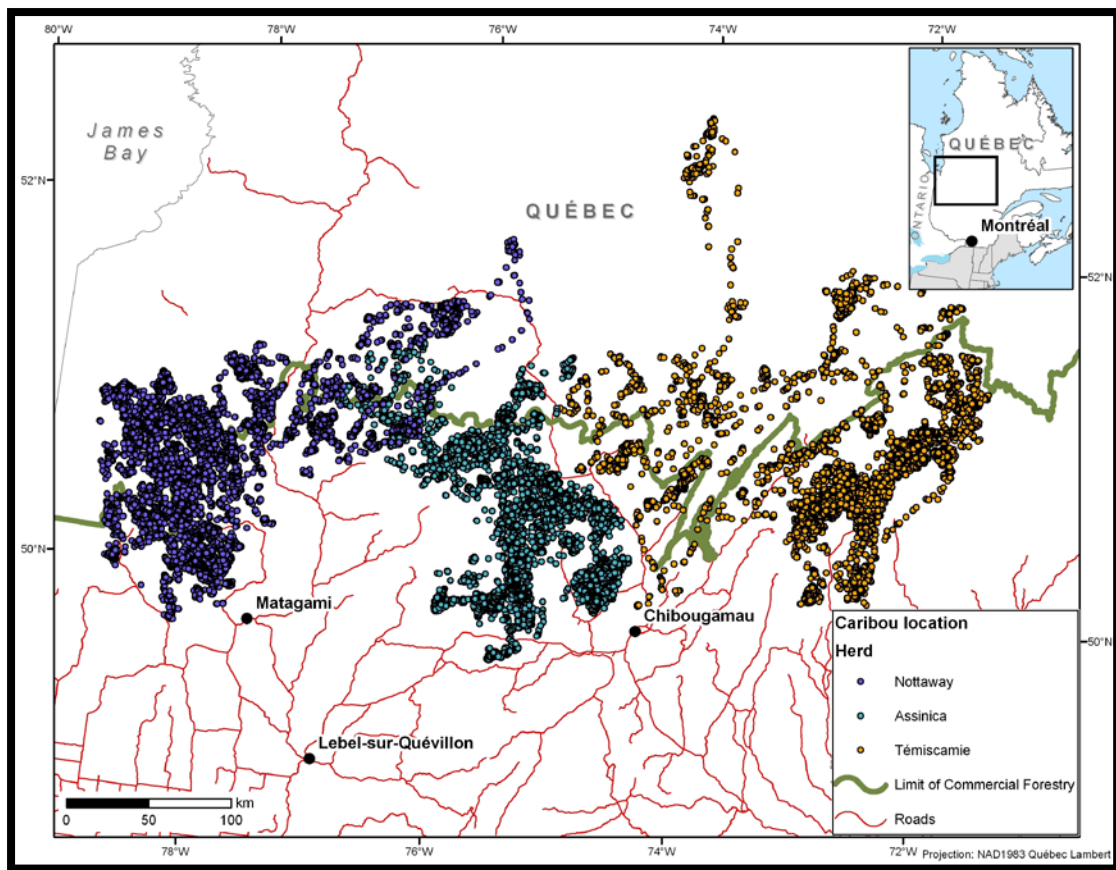 80°W 78°W 76°W 74°W 72°W
James
Bay
52°N
QUÉBEC
QUÉBEC
ONTARIO
Montréal
52°N
50°N
Matagami
Chibougamau
50°N
Lebel-sur-Quévillon
Caribou location
Herd
Nottaway
Assinica
Témiscamie
Limit of Commercial Forestry
Roads
km
0 50 100
78°W 76°W 74°W 72°W
Projection: NAD1983 Québec Lambert